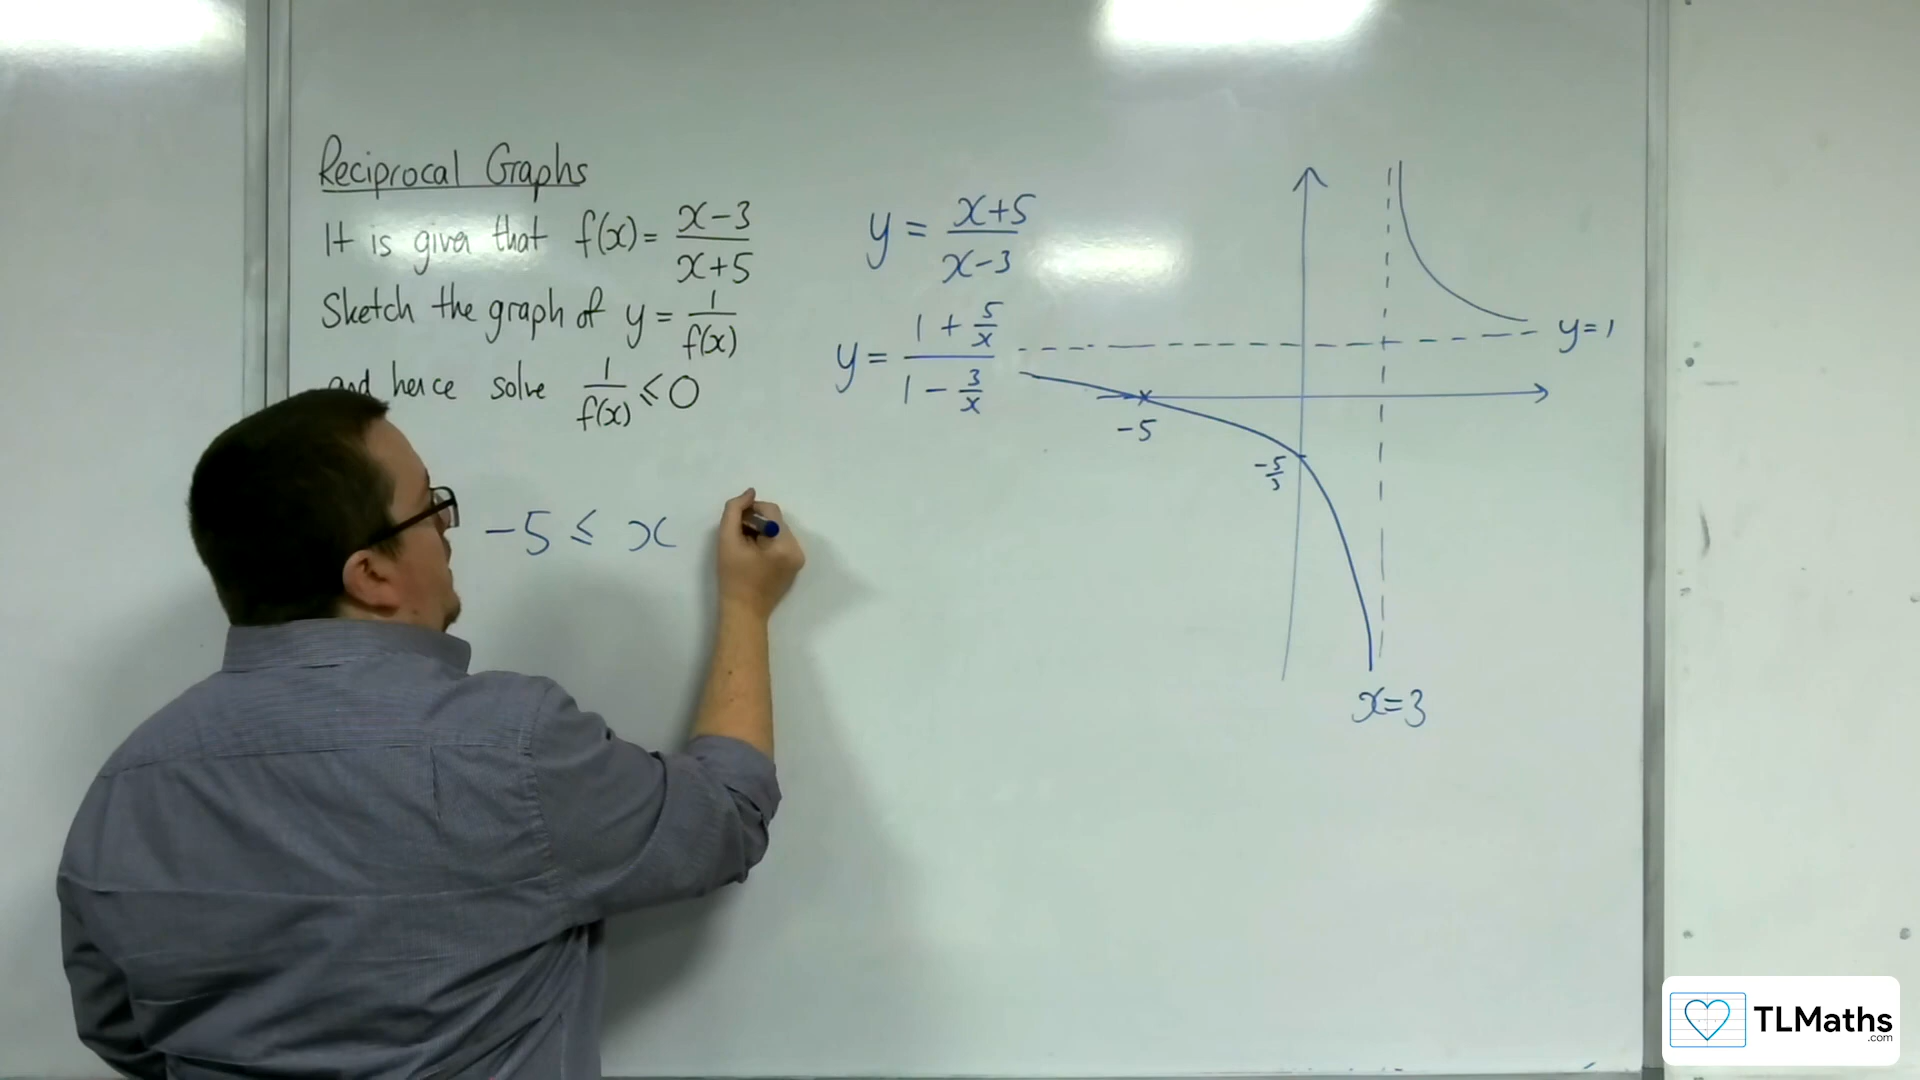 Reciprocal Graphs
It is given that f(x) = x-3 / x+5
Sketch the graph of y = 1 / f(x)
and hence solve 1 / f(x) ≤ 0
-5 ≤ x
y = x+5 / x-3
y = 1 + 5/x / 1 - 3/x
y=1
-5
-5/3
x=3
TLMaths
.com